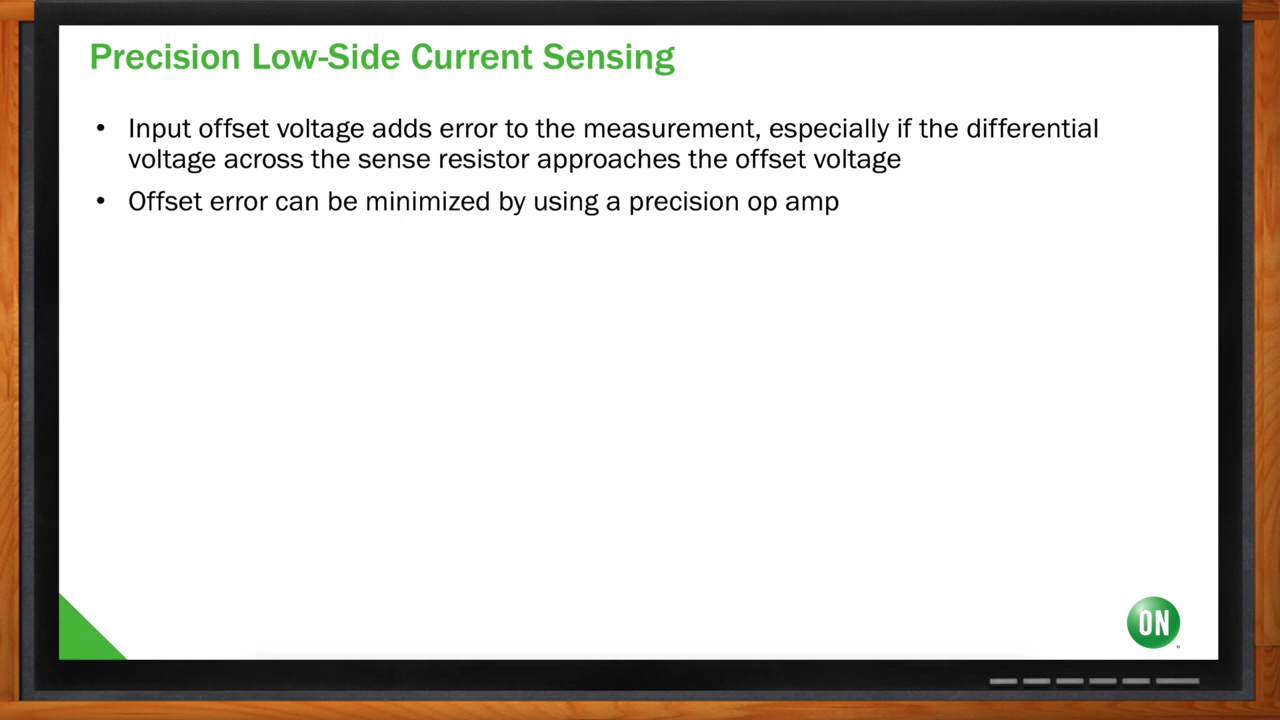 Precision Low-Side Current Sensing
• Input offset voltage adds error to the measurement, especially if the differential
voltage across the sense resistor approaches the offset voltage
• Offset error can be minimized by using a precision op amp
ON